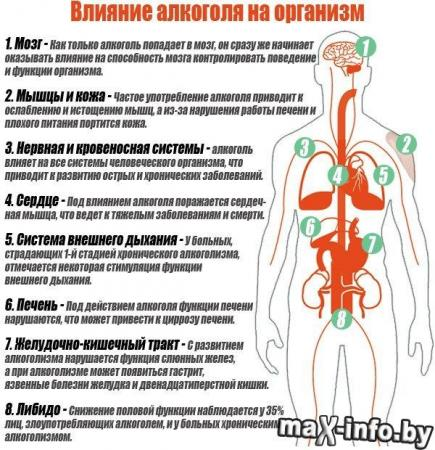 Влияние алкоголя на организм
1. Мозг - Как только алкоголь попадает в мозг, он сразу же начинает
оказывать влияние на способность мозга контролировать поведение
и функции организма.
2. Мышцы и кожа - Частое употребление алкоголя приводит к
ослаблению и истощению мышц, а из-за нарушения работы печени и
плохого питания портится кожа.
3. Нервная и кровеносная системы - алкоголь
влияет на все системы человеческого организма, что
приводит к развитию острых и хронических заболеваний.
4. Сердце - Под влиянием алкоголя поражается сердеч-
ная мышца, что ведет к тяжелым заболеваниям и смерти.
5. Система внешнего дыхания - У больных,
страдающих 1-й стадией хронического алкоголизма,
отмечается некоторая стимуляция функции
внешнего дыхания.
6. Печень - Под действием алкоголя функции печени
нарушаются, что может привести к циррозу печени.
7. Желудочно-кишечный тракт - С развитием
алкоголизма нарушается функция слюнных желез,
а при алкоголизме может появиться гастрит,
язвенные болезни желудка и двенадцатиперстной кишки.
8. Либидо - Снижение половой функции наблюдается у 35%
лиц, злоупотребляющих алкоголем, и у больных хроническим
алкоголизмом.
1
2
3
4
5
6
7
8
maX-info.by